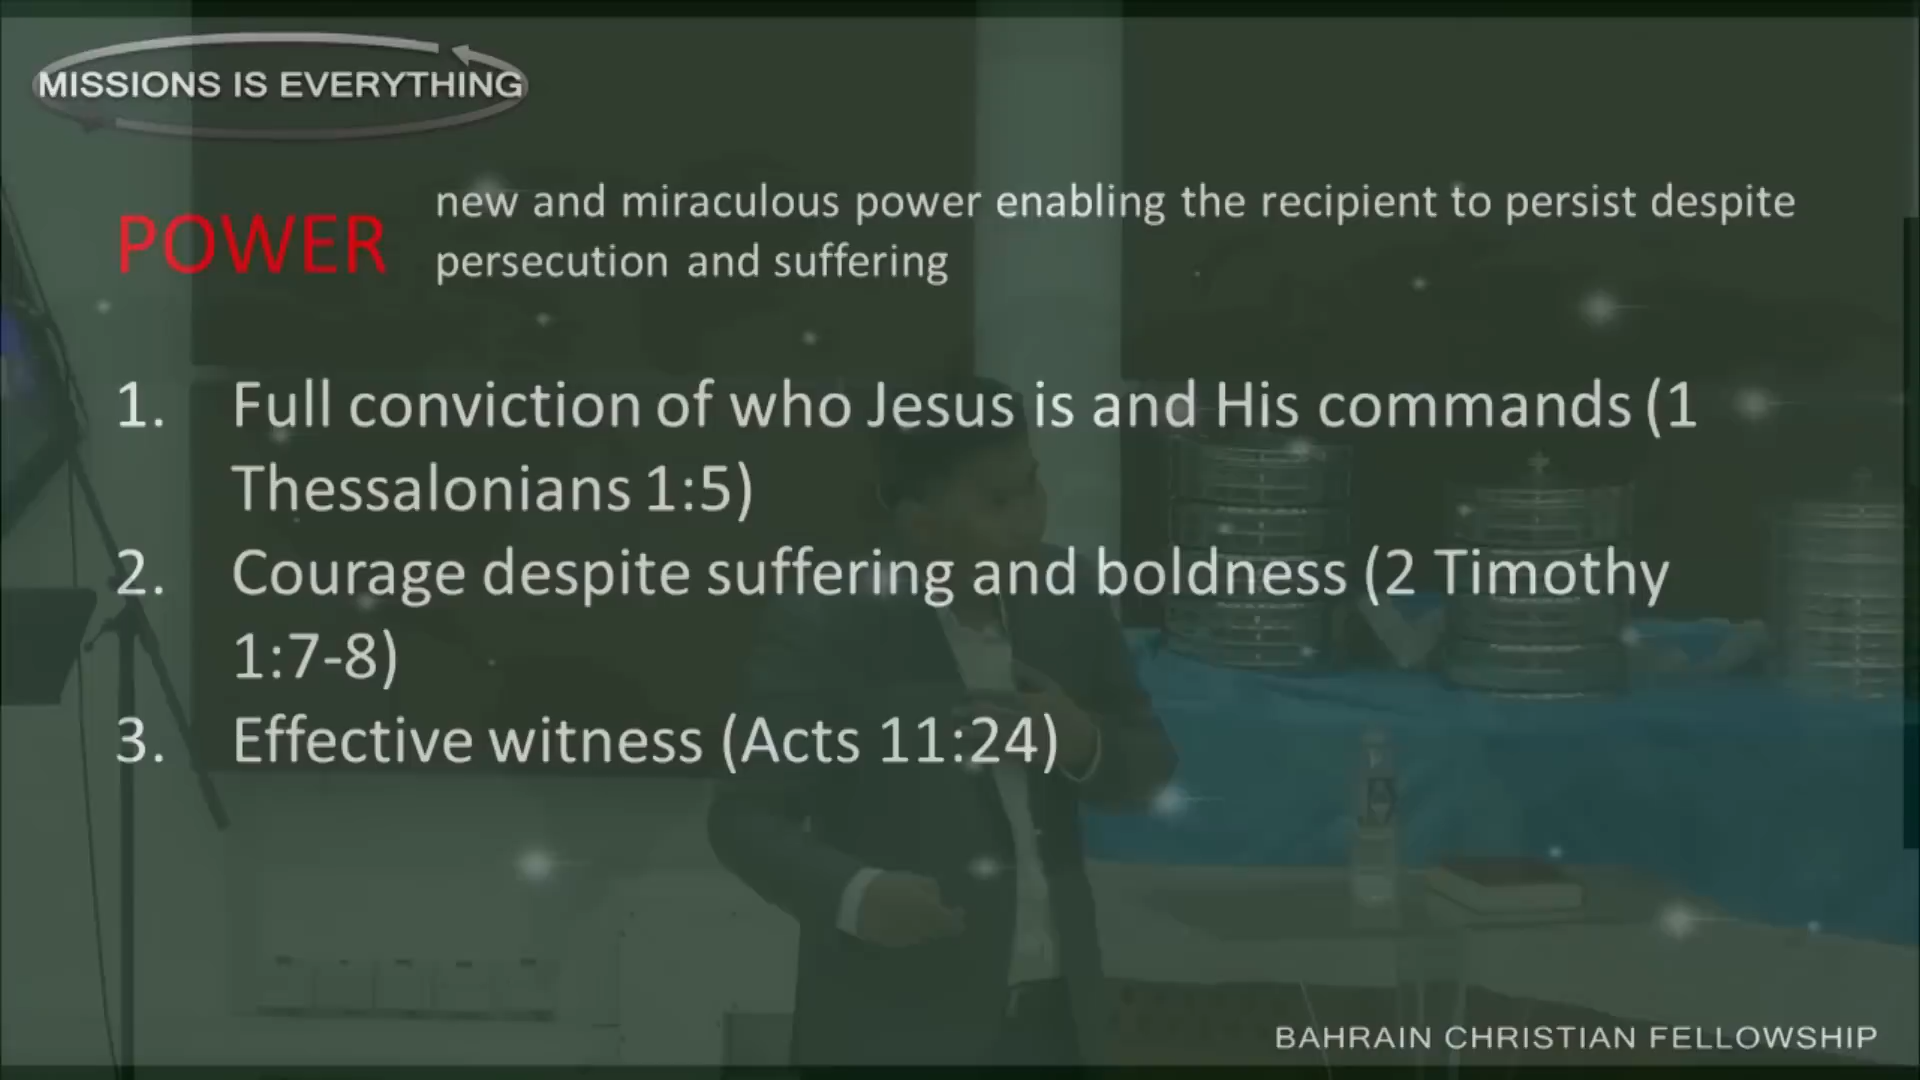 MISSIONS IS EVERYTHING
POWER
new and miraculous power enabling the recipient to persist despite
persecution and suffering
1. Full conviction of who Jesus is and His commands (1
Thessalonians 1:5)
2. Courage despite suffering and boldness (2 Timothy
1:7-8)
3. Effective witness (Acts 11:24)
BAHRAIN CHRISTIAN FELLOWSHIP